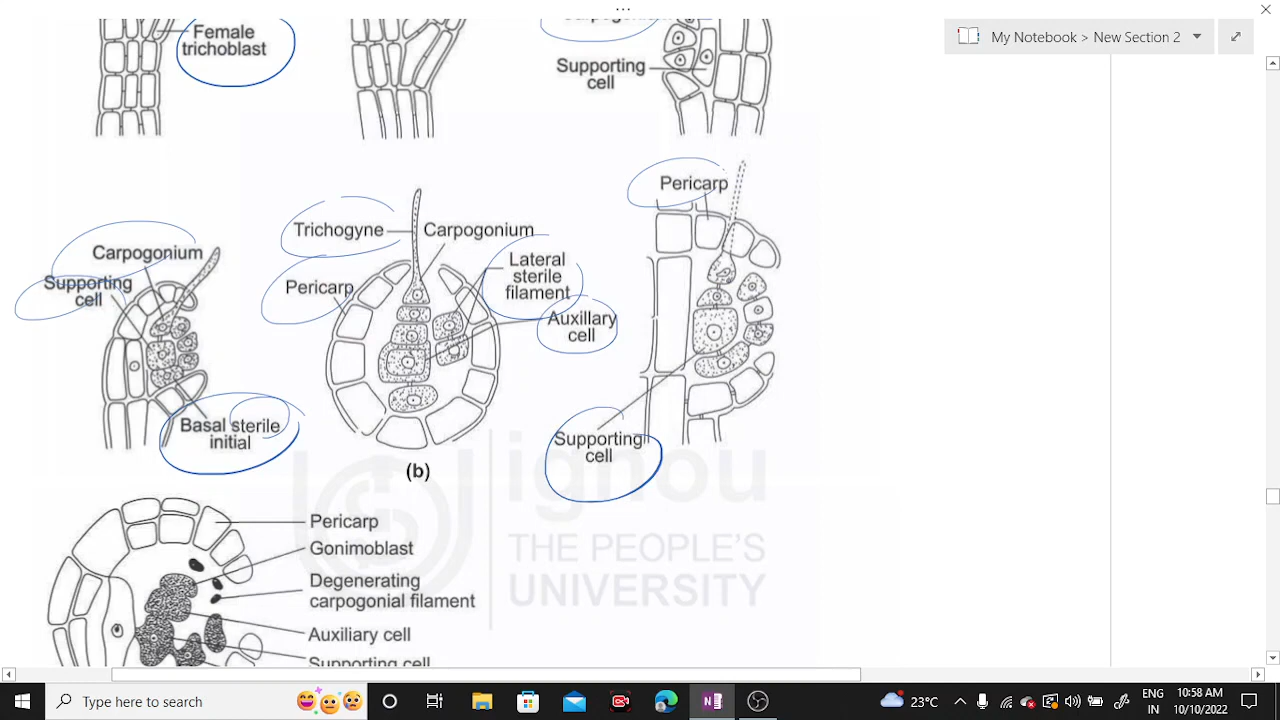 My Notebook > New Section 2
Female
trichoblast
Supporting
cell
Pericarp
Carpogonium
Supporting
cell
Basal sterile
initial
Trichogyne
Carpogonium
Pericarp
Lateral
sterile
filament
Auxillary
cell
Supporting
cell
(b)
ignou
THE PEOPLE'S
UNIVERSITY
Pericarp
Gonimoblast
Degenerating
carpogonial filament
Auxiliary cell
Supporting cell
Type here to search
23°C
ENG
IN
10:58 AM
10/10/2022